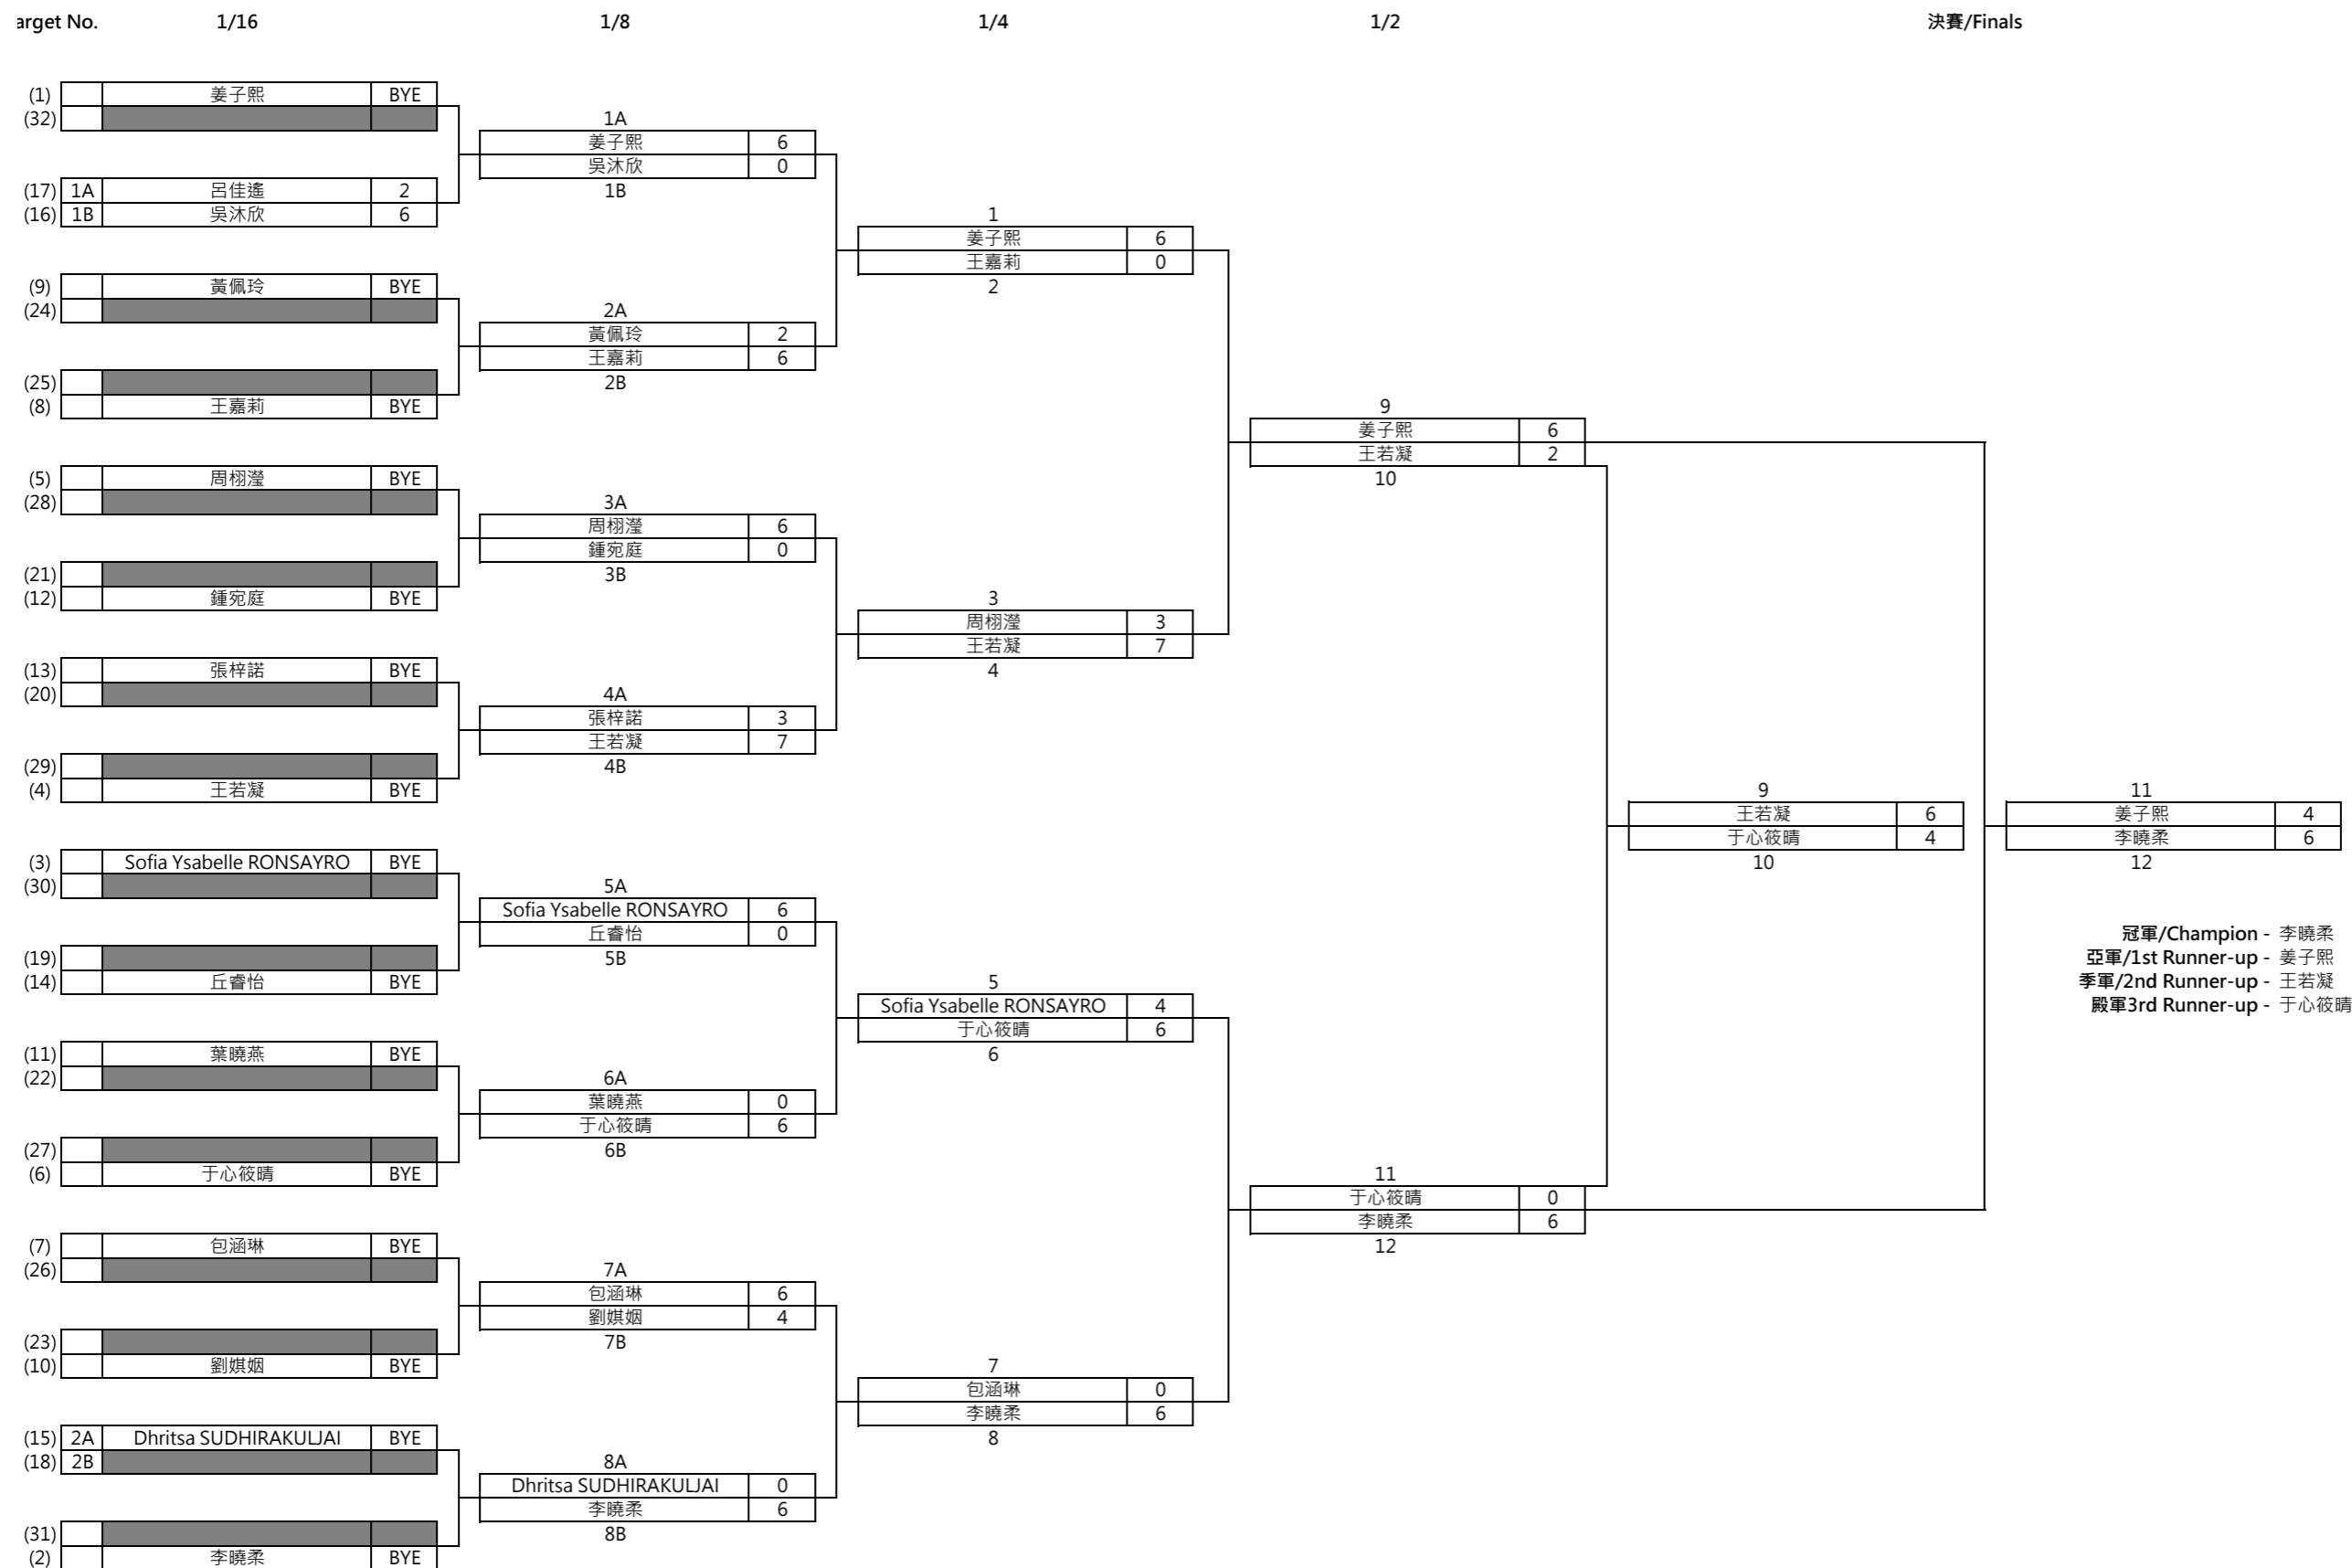 arget No. 1/16 1/8 1/4 1/2 決賽/Finals
(1) 姜子熙 BYE
(32)
1A
姜子熙 6
吳沐欣 0
1B
(17) 1A 呂佳遙 2
(16) 1B 吳沐欣 6
1
姜子熙 6
王嘉莉 0
2
(9) 黃佩玲 BYE
(24)
2A
黃佩玲 2
王嘉莉 6
2B
(25)
(8) 王嘉莉 BYE
9
姜子熙 6
王若凝 2
10
(5) 周栩瀅 BYE
(28)
3A
周栩瀅 6
鍾宛庭 0
3B
(21)
(12) 鍾宛庭 BYE
3
周栩瀅 3
王若凝 7
4
(13) 張梓諾 BYE
(20)
4A
張梓諾 3
王若凝 7
4B
(29)
(4) 王若凝 BYE
9
王若凝 6
于心筱晴 4
10
11
姜子熙 4
李曉柔 6
12
(3) Sofia Ysabelle RONSAYRO BYE
(30)
5A
Sofia Ysabelle RONSAYRO 6
丘睿怡 0
5B
冠軍/Champion - 李曉柔
亞軍/1st Runner-up - 姜子熙
季軍/2nd Runner-up - 王若凝
殿軍3rd Runner-up - 于心筱晴
(19)
(14) 丘睿怡 BYE
5
Sofia Ysabelle RONSAYRO 4
于心筱晴 6
6
(11) 葉曉燕 BYE
(22)
6A
葉曉燕 0
于心筱晴 6
6B
(27)
(6) 于心筱晴 BYE
11
于心筱晴 0
李曉柔 6
12
(7) 包涵琳 BYE
(26)
7A
包涵琳 6
劉娸姻 4
7B
(23)
(10) 劉娸姻 BYE
7
包涵琳 0
李曉柔 6
8
(15) 2A Dhritsa SUDHIRAKULJAI BYE
(18) 2B
8A
Dhritsa SUDHIRAKULJAI 0
李曉柔 6
8B
(31)
(2) 李曉柔 BYE